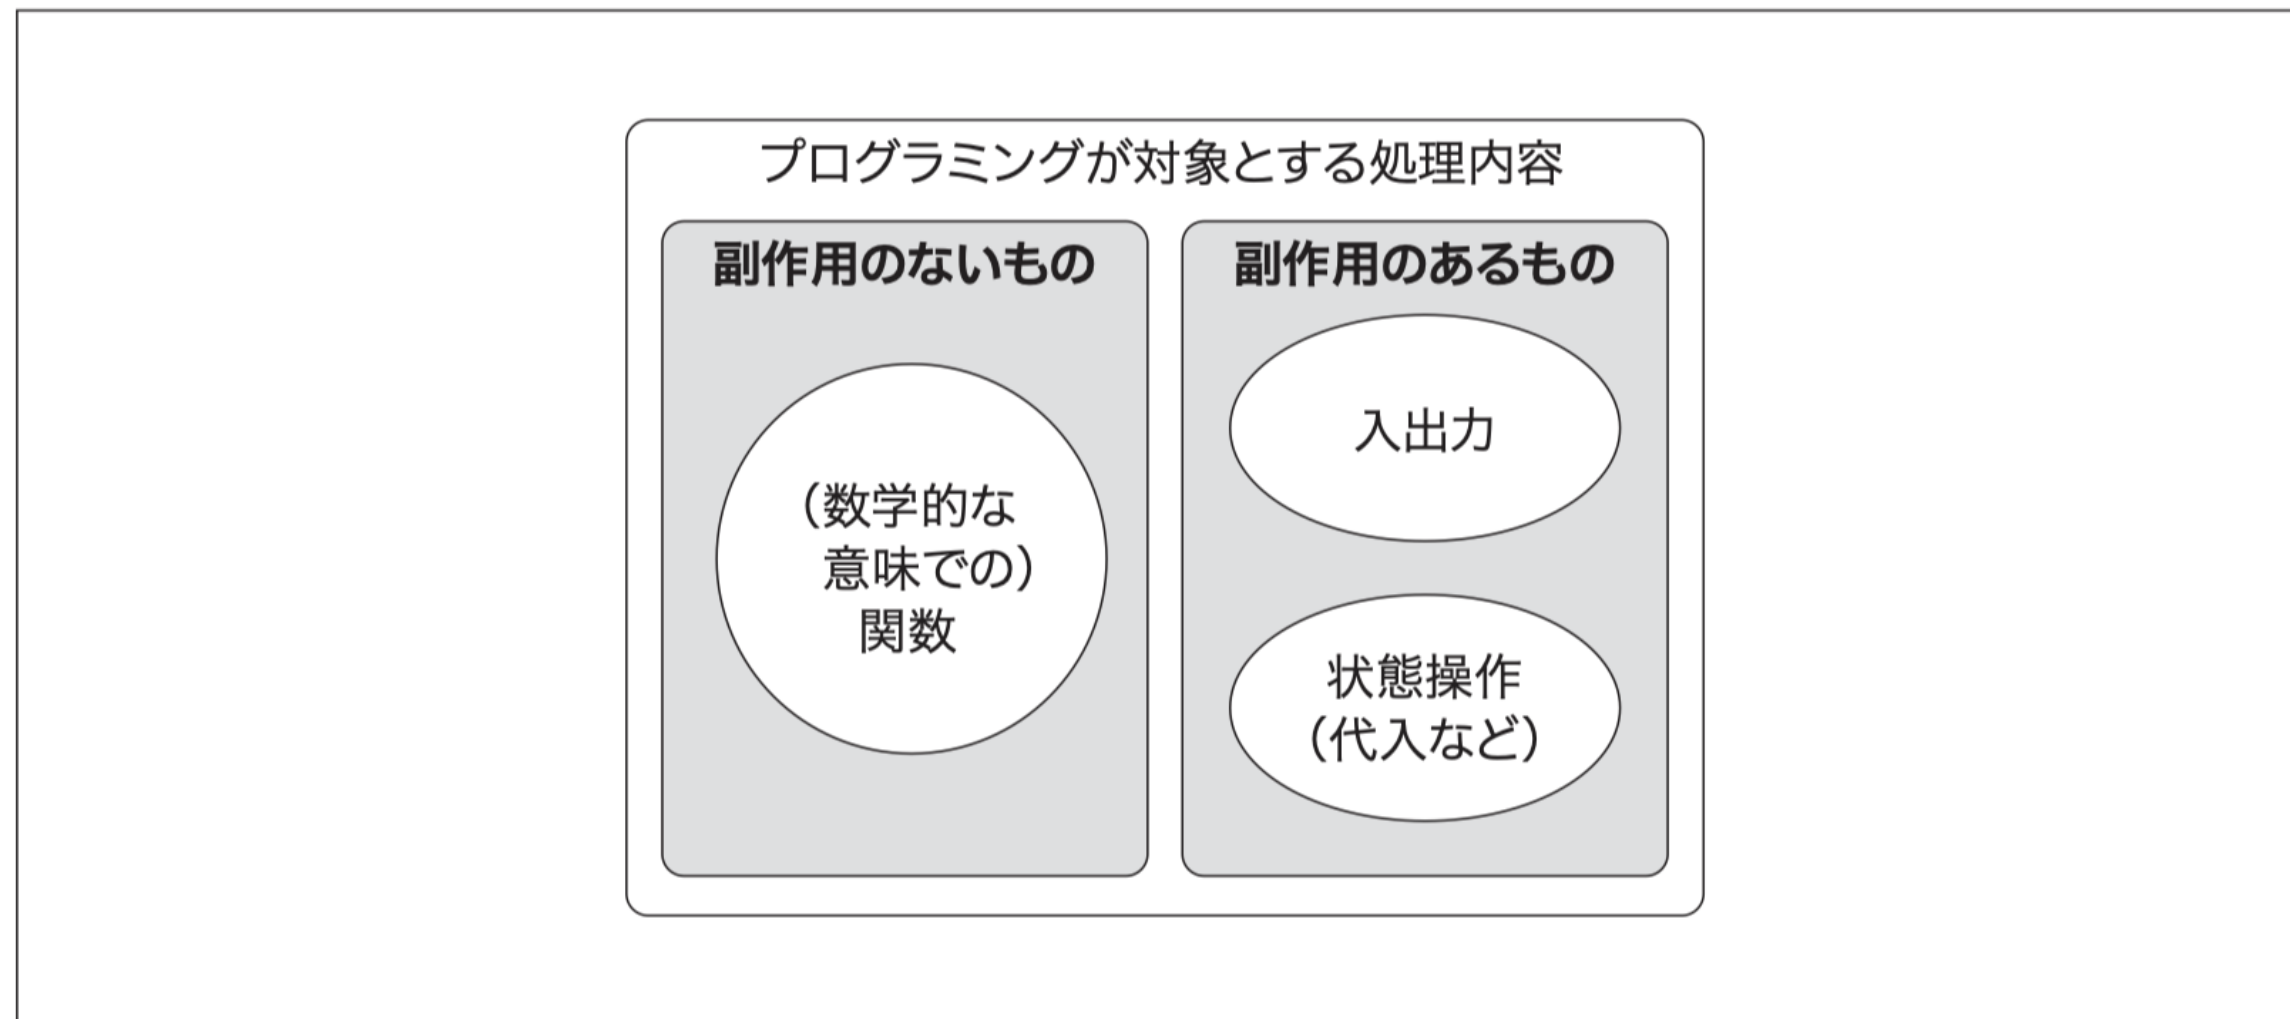 プログラミングが対象とする処理内容
副作用のないもの
（数学的な
意味での）
関数
副作用のあるもの
入出力
状態操作
（代入など）